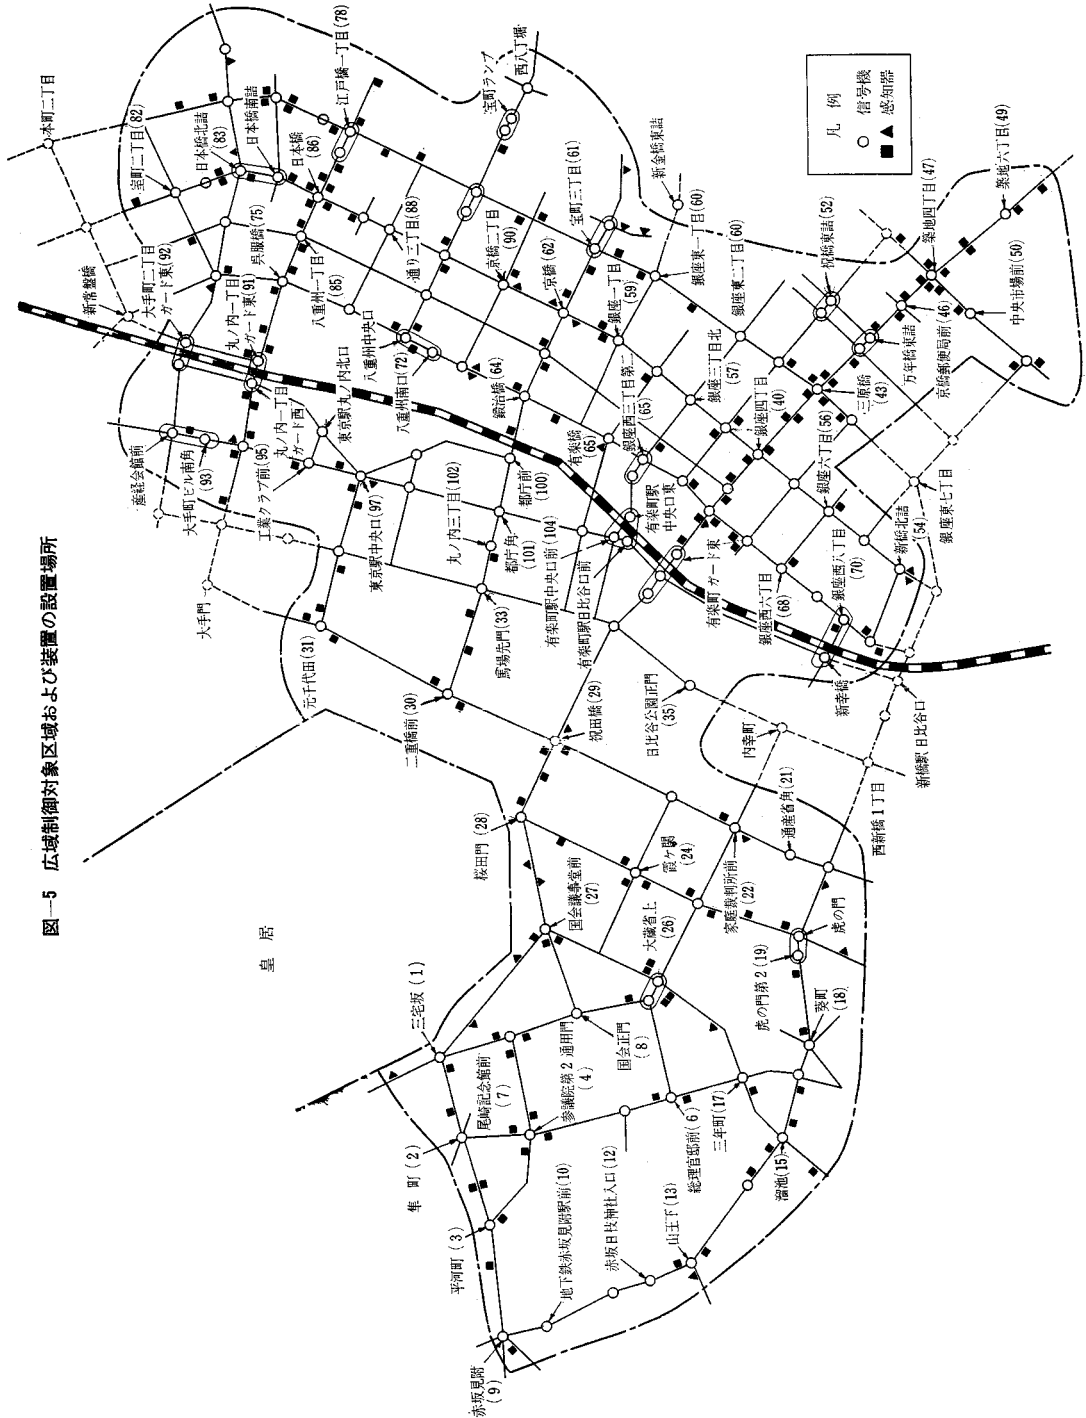 図—5 広域制御対象区域および装置の設置場所
皇居
凡例
信号機
感知器
赤坂見附
(9)
平河町(3)
隼町(2)
三宅坂(1)
尾崎記念館前
(7)
参議院第2通用門
(4)
国会正門
(8)
地下鉄赤坂見附駅前(10)
赤坂日枝神社入口(12)
山王下(13)
総理官邸前(6)
三年町(17)
溜池(15)
葵町
(18)
虎の門第2(19)
虎の門
大蔵省上
(26)
国会議事堂前
(27)
桜田門(28)
霞ケ関
(24)
家庭裁判所前
(22)
通産省角(21)
西新橋1丁目
内幸町
新橋駅日比谷口
日比谷公園正門
(35)
祝田橋(29)
二重橋前(30)
元千代田(31)
馬場先門(33)
大手門
東京駅中央口(97)
丸ノ内三丁目(102)
都庁角
(101)
都庁前
(100)
有楽町駅中央口前(104)
有楽町駅日比谷口前
工業クラブ前(95)
大手町ビル南角
(93)
産経会館前
丸ノ内一丁目
ガード西
東京駅丸ノ内北口
八重洲中央口
八重洲南口(72)
鍛治橋(64)
有楽橋
(65)
銀座西三丁目第二
(65)
有楽町駅
中央口東
有楽町ガード東
銀座西六丁目
(68)
銀座西八丁目
(70)
新幸橋
新橋北詰
(54)
銀座東七丁目
銀座六丁目(56)
銀座四丁目
(40)
銀座三丁目北
(57)
銀座一丁目
(59)
京橋(62)
京橋二丁目
(90)
通り三丁目(88)
八重州一丁目
(85)
呉服橋(75)
丸ノ内一丁目
ガード東(91)
大手町二丁目
ガード東(92)
新常盤橋
本町二丁目
室町二丁目(82)
日本橋北詰
(83)
日本橋南詰
日本橋
(86)
江戸橋一丁目(78)
宝町ランプ
西八丁堀
宝町三丁目(61)
新金橋東詰
銀座東一丁目(60)
銀座東二丁目(60)
三原橋
(43)
万年橋東詰
京橋郵便局前(46)
祝橋東詰(52)
築地四丁目(47)
築地六丁目(49)
中央市場前(50)